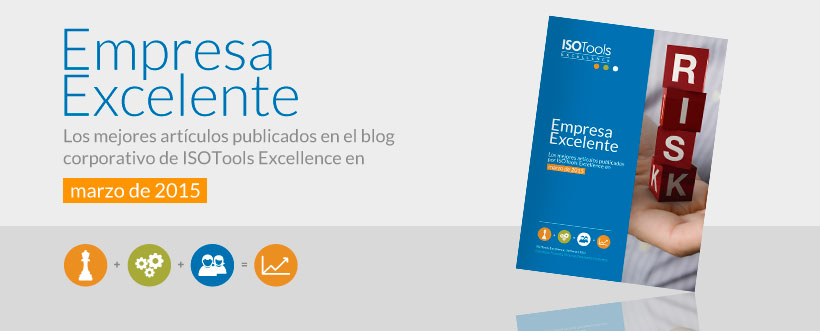 Empresa
Excelente
Los mejores artículos publicados en el blog
corporativo de ISOTools Excellence en
marzo de 2015
+ + =
ISOTools
EXCELLENCE
Empresa
Excelente
Los mejores artículos publicados
por ISOTools Excellence en
marzo de 2015
+ + =
R
I
S
K K